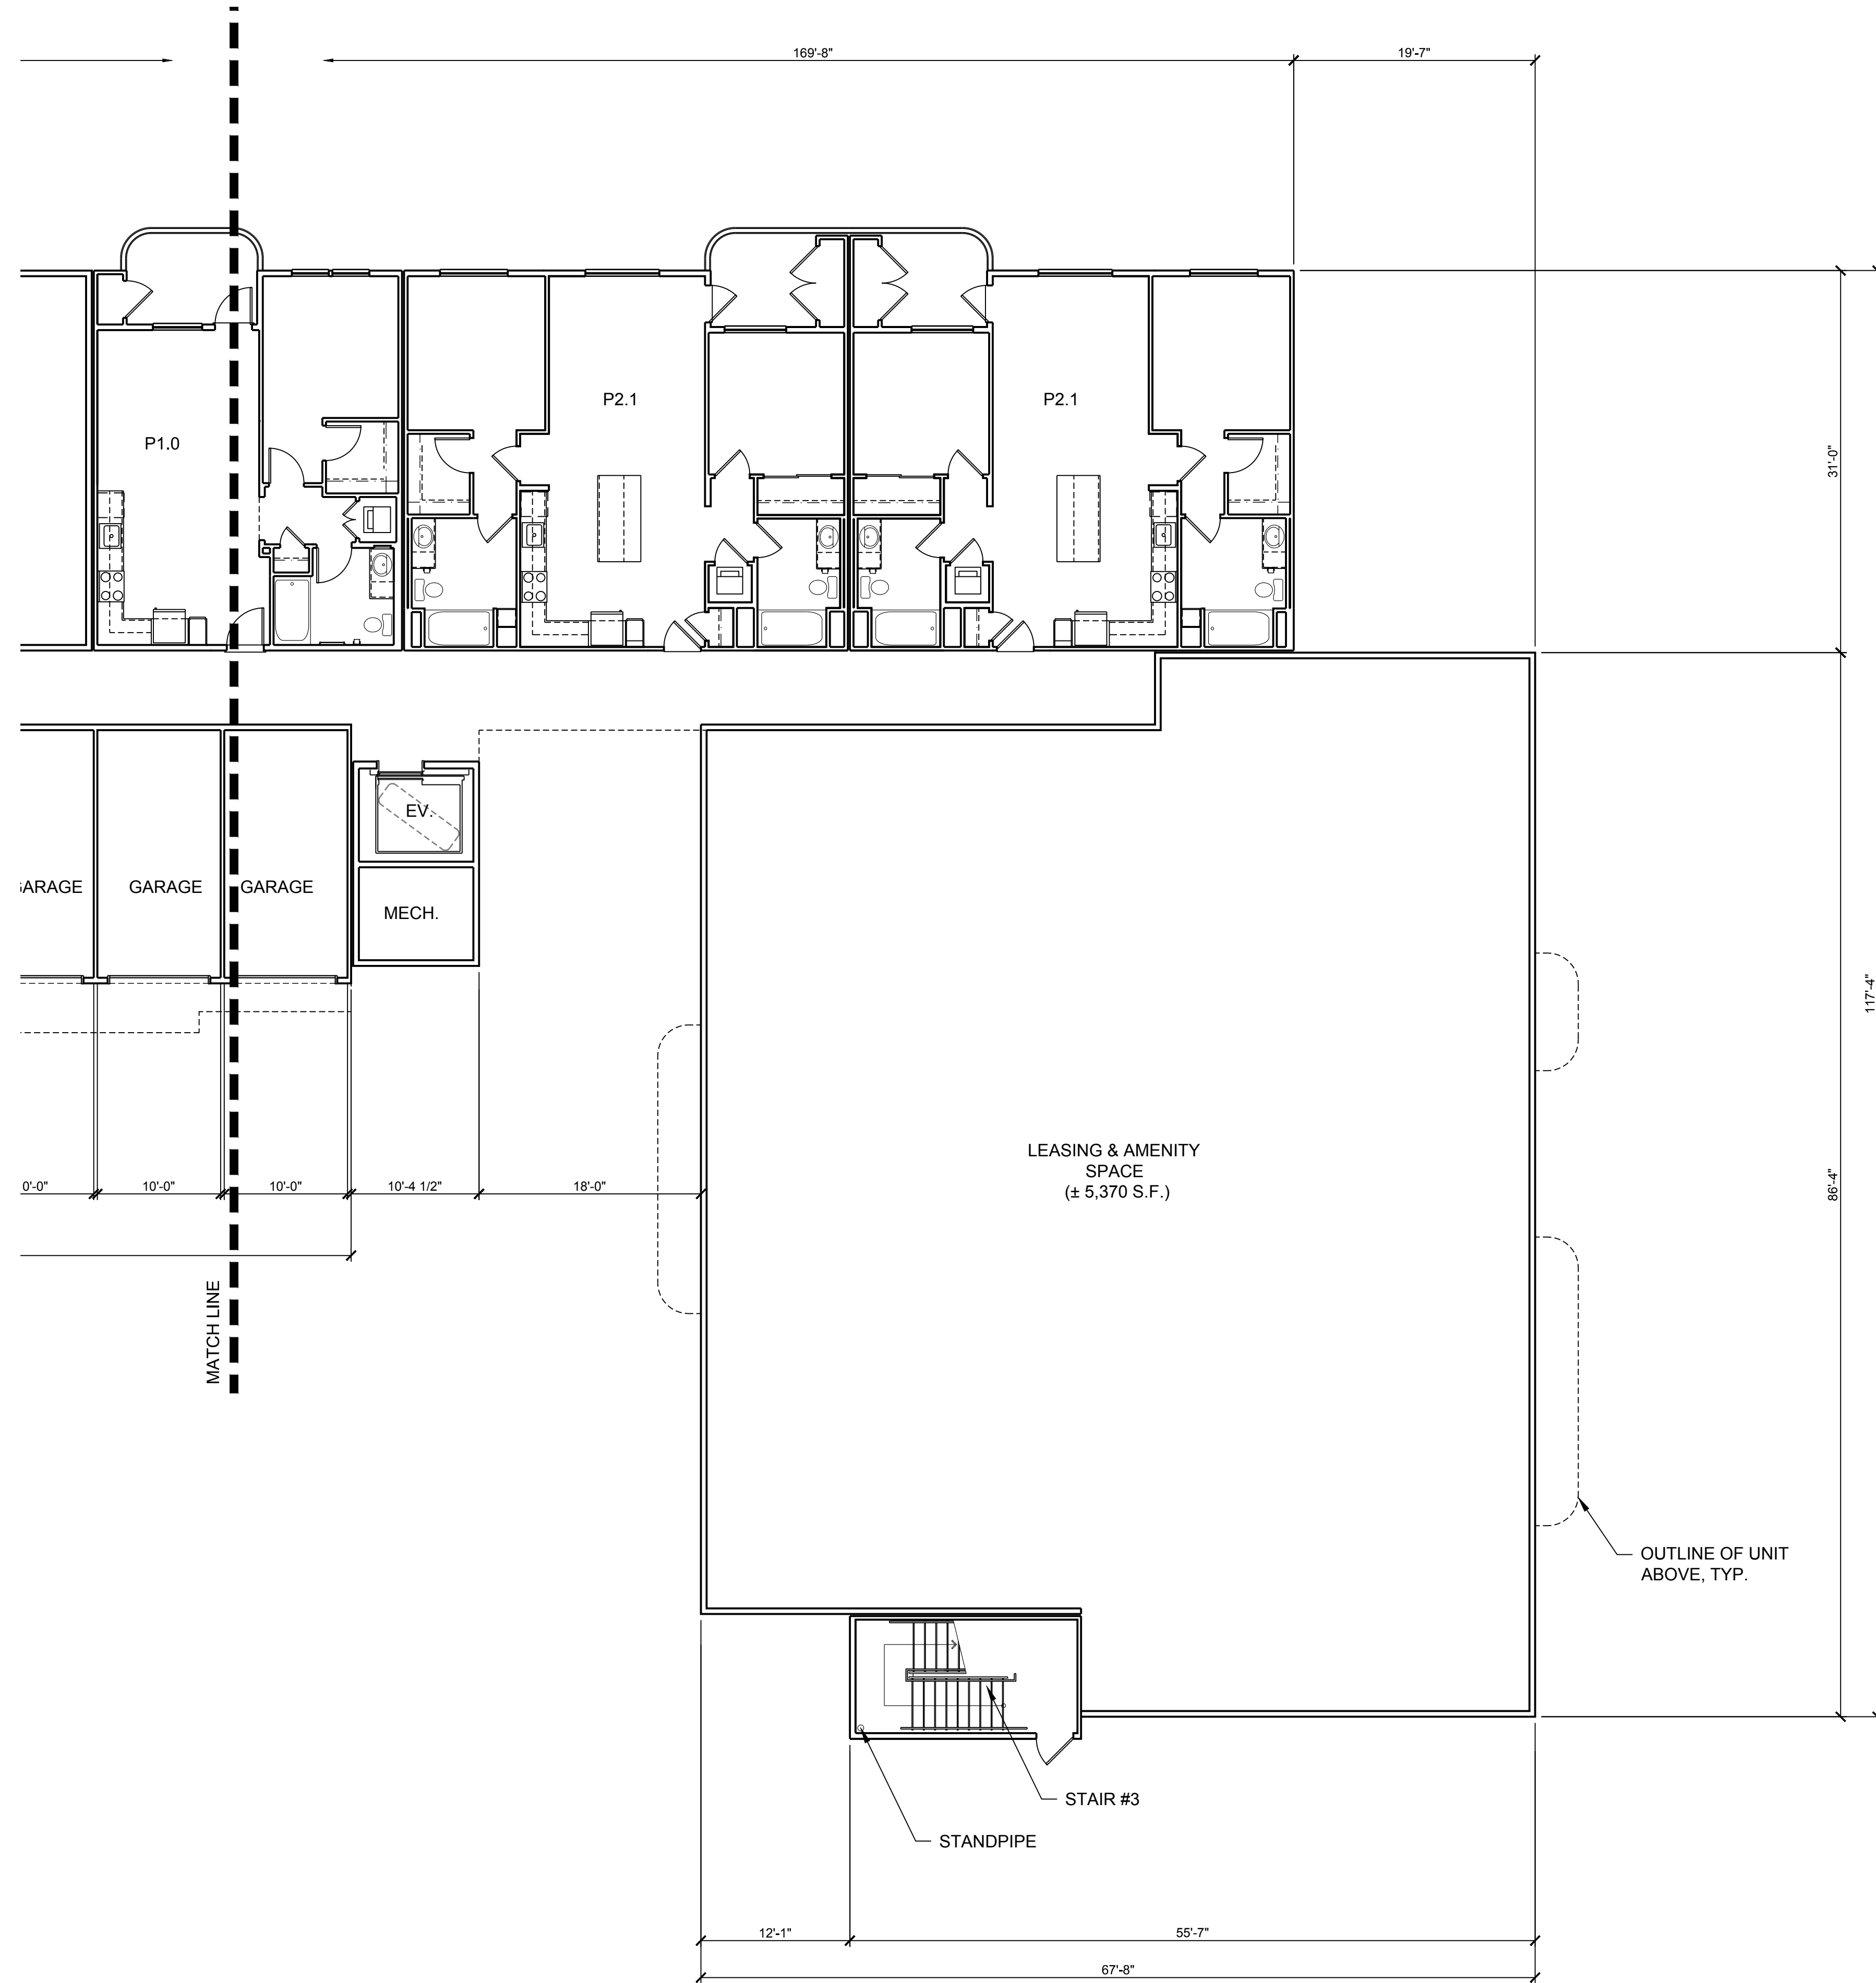 169'-8"
19'-7"
P2.1
P2.1
P1.0
31'-0"
EV.
GARAGE
GARAGE
MECH.
117'-4"
LEASING & AMENITY
SPACE
(± 5,370 S.F.)
0'-0"
10'-0"
10'-0"
10'-4 1/2"
18'-0"
86'-4"
MATCH LINE
OUTLINE OF UNIT
ABOVE, TYP.
STAIR #3
STANDPIPE
12'-1"
55'-7"
67'-8"